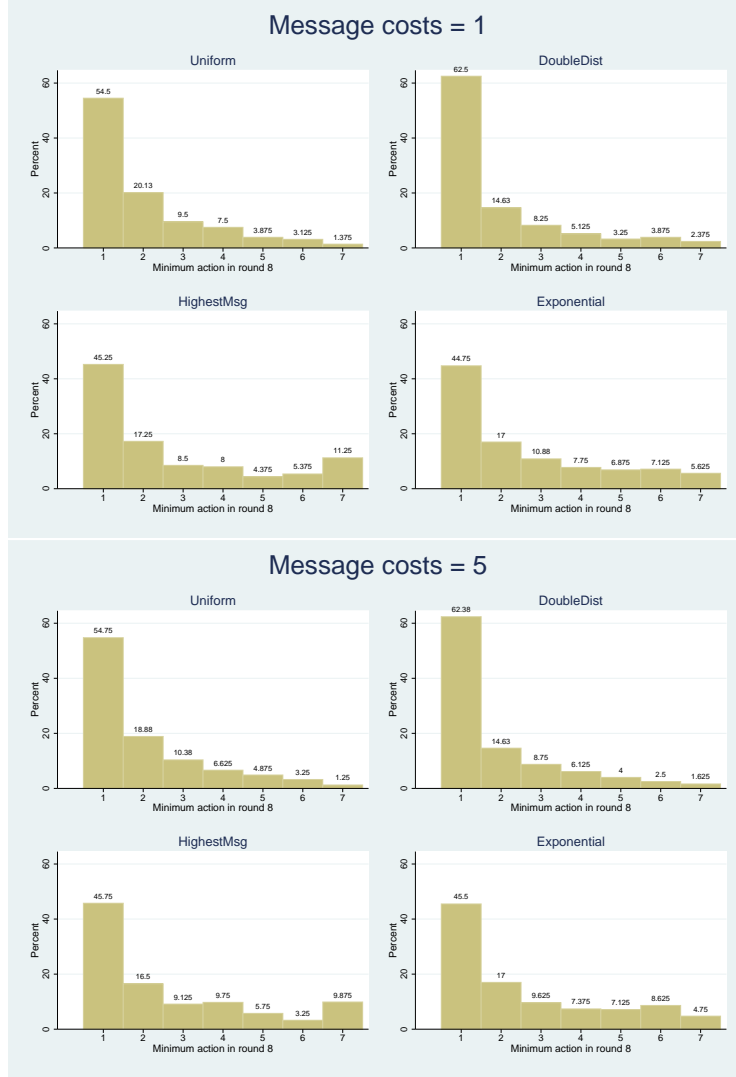 Message costs = 1
Uniform
Percent
0 20 40 60
54.5 20.13 9.5 7.5 3.875 3.125 1.375
1 2 3 4 5 6 7
Minimum action in round 8
DoubleDist
Percent
0 20 40 60
62.5 14.63 8.25 5.125 3.25 3.875 2.375
1 2 3 4 5 6 7
Minimum action in round 8
HighestMsg
Percent
0 20 40 60
45.25 17.25 8.5 8 4.375 5.375 11.25
1 2 3 4 5 6 7
Minimum action in round 8
Exponential
Percent
0 20 40 60
44.75 17 10.88 7.75 6.875 7.125 5.625
1 2 3 4 5 6 7
Minimum action in round 8
Message costs = 5
Uniform
Percent
0 20 40 60
54.75 18.88 10.38 6.625 4.875 3.25 1.25
1 2 3 4 5 6 7
Minimum action in round 8
DoubleDist
Percent
0 20 40 60
62.38 14.63 8.75 6.125 4 2.5 1.625
1 2 3 4 5 6 7
Minimum action in round 8
HighestMsg
Percent
0 20 40 60
45.75 16.5 9.125 9.75 5.75 3.25 9.875
1 2 3 4 5 6 7
Minimum action in round 8
Exponential
Percent
0 20 40 60
45.5 17 9.625 7.375 7.125 8.625 4.75
1 2 3 4 5 6 7
Minimum action in round 8